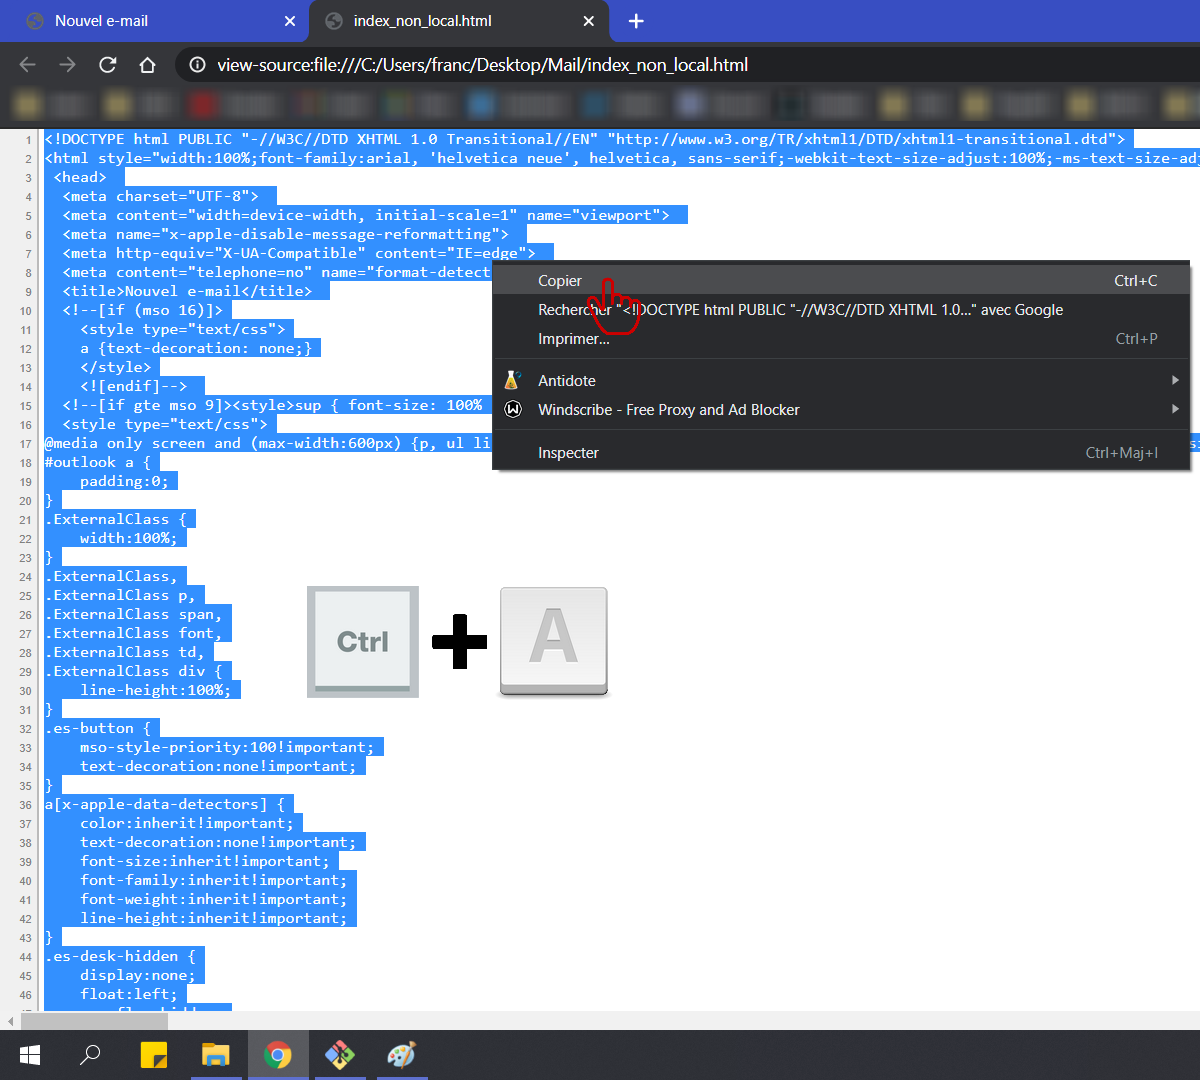 Nouvel e-mail
index_non_local.html
view-source:file:///C:/Users/franc/Desktop/Mail/index_non_local.html
1 <!DOCTYPE html PUBLIC "-//W3C//DTD XHTML 1.0 Transitional//EN" "http://www.w3.org/TR/xhtml1/DTD/xhtml1-transitional.dtd">
2 <html style="width:100%;font-family:arial, 'helvetica neue', helvetica, sans-serif;-webkit-text-size-adjust:100%;-ms-text-size-adj
3 <head>
4 <meta charset="UTF-8">
5 <meta content="width=device-width, initial-scale=1" name="viewport">
6 <meta name="x-apple-disable-message-reformatting">
7 <meta http-equiv="X-UA-Compatible" content="IE=edge">
8 <meta content="telephone=no" name="format-detect
9 <title>Nouvel e-mail</title>
10 <!--[if (mso 16)]>
11 <style type="text/css">
12 a {text-decoration: none;}
13 </style>
14 <![endif]-->
15 <!--[if gte mso 9]><style>sup { font-size: 100%
16 <style type="text/css">
17 @media only screen and (max-width:600px) {p, ul li
18 #outlook a {
19 padding:0;
20 }
21 .ExternalClass {
22 width:100%;
23 }
24 .ExternalClass,
25 .ExternalClass p,
26 .ExternalClass span,
27 .ExternalClass font,
28 .ExternalClass td,
29 .ExternalClass div {
30 line-height:100%;
31 }
32 .es-button {
33 mso-style-priority:100!important;
34 text-decoration:none!important;
35 }
36 a[x-apple-data-detectors] {
37 color:inherit!important;
38 text-decoration:none!important;
39 font-size:inherit!important;
40 font-family:inherit!important;
41 font-weight:inherit!important;
42 line-height:inherit!important;
43 }
44 .es-desk-hidden {
45 display:none;
46 float:left;
Copier Ctrl+C
Rechercher "<!DOCTYPE html PUBLIC "-//W3C//DTD XHTML 1.0..." avec Google
Imprimer... Ctrl+P
Antidote
Windscribe - Free Proxy and Ad Blocker
Inspecter Ctrl+Maj+I
Ctrl + A